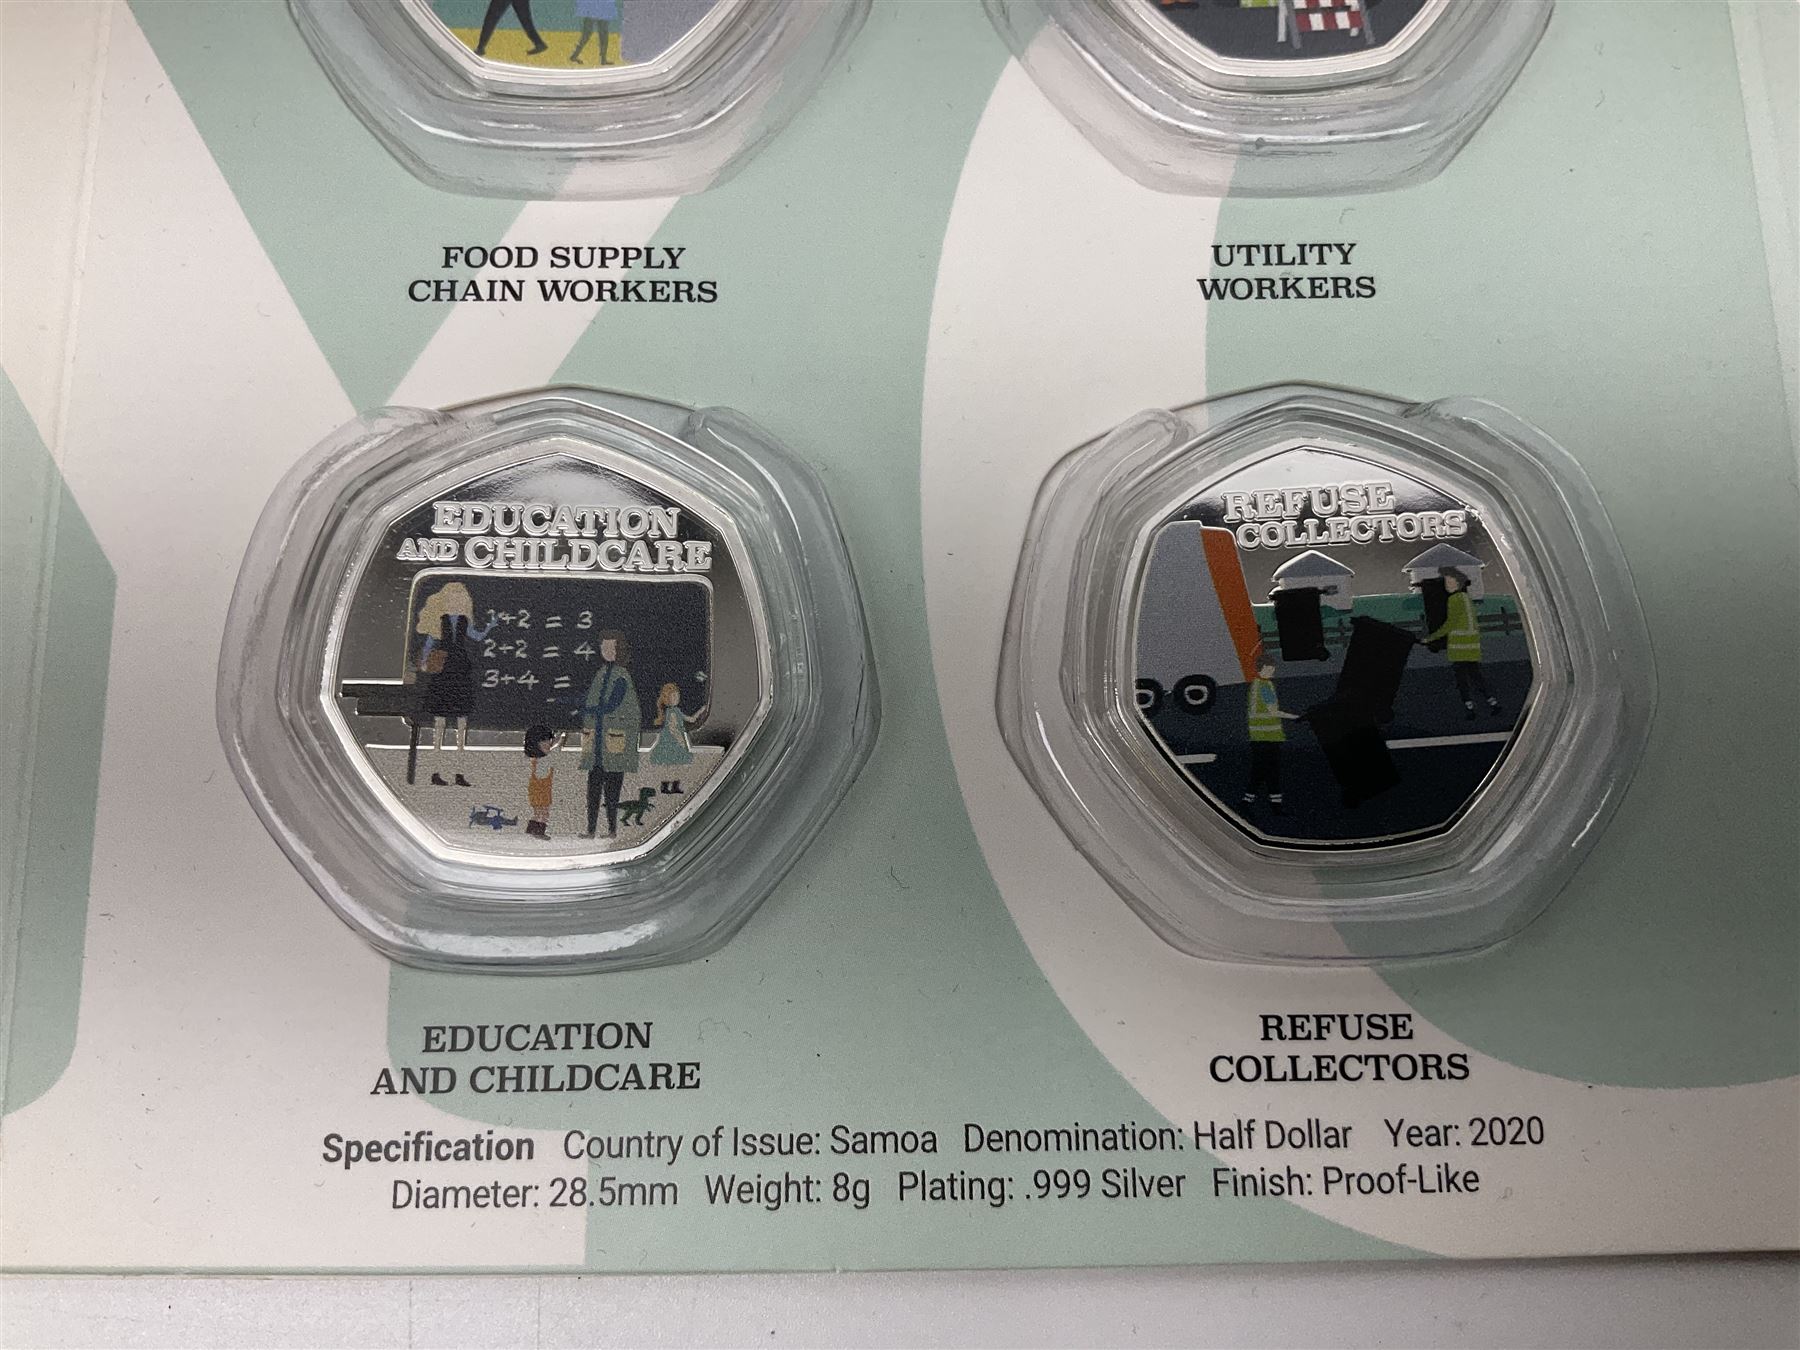 FOOD SUPPLY
CHAIN WORKERS
UTILITY
WORKERS
EDUCATION
AND CHILDCARE
1+2 = 3
2+2 = 4
3+4 =
REFUSE
COLLECTORS
EDUCATION
AND CHILDCARE
REFUSE
COLLECTORS
Specification Country of Issue: Samoa Denomination: Half Dollar Year: 2020
Diameter: 28.5mm Weight: 8g Plating: .999 Silver Finish: Proof-Like